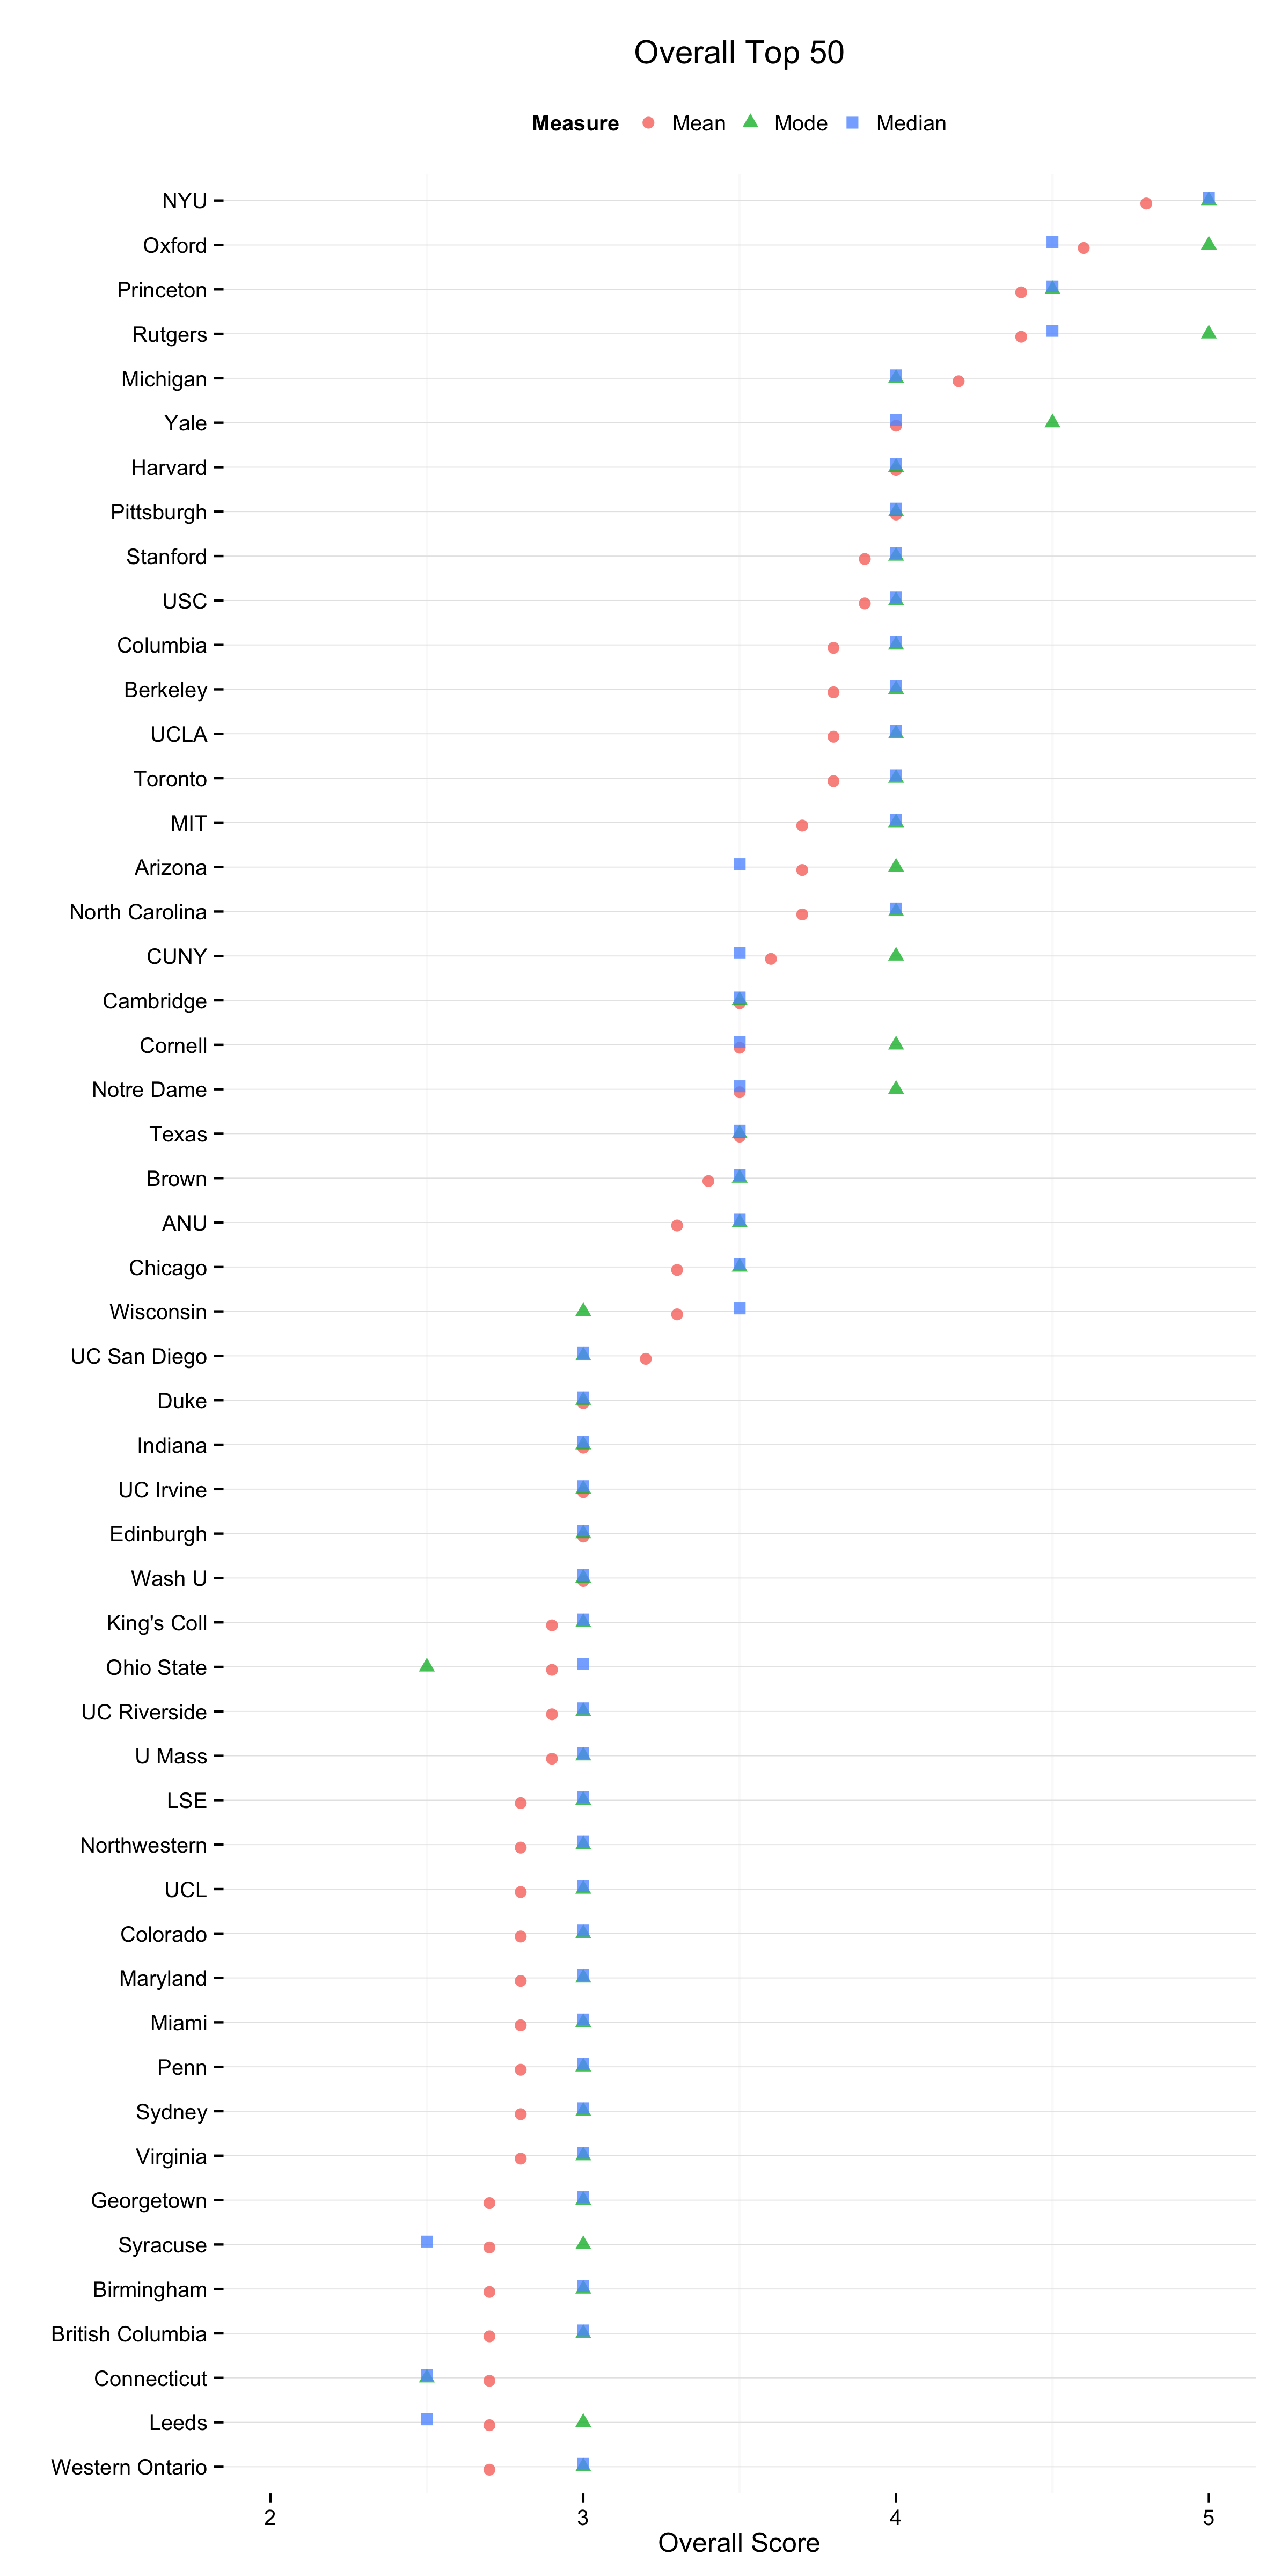 Overall Top 50
Measure Mean Mode Median
NYU
Oxford
Princeton
Rutgers
Michigan
Yale
Harvard
Pittsburgh
Stanford
USC
Columbia
Berkeley
UCLA
Toronto
MIT
Arizona
North Carolina
CUNY
Cambridge
Cornell
Notre Dame
Texas
Brown
ANU
Chicago
Wisconsin
UC San Diego
Duke
Indiana
UC Irvine
Edinburgh
Wash U
King's Coll
Ohio State
UC Riverside
U Mass
LSE
Northwestern
UCL
Colorado
Maryland
Miami
Penn
Sydney
Virginia
Georgetown
Syracuse
Birmingham
British Columbia
Connecticut
Leeds
Western Ontario
2 3 4 5
Overall Score